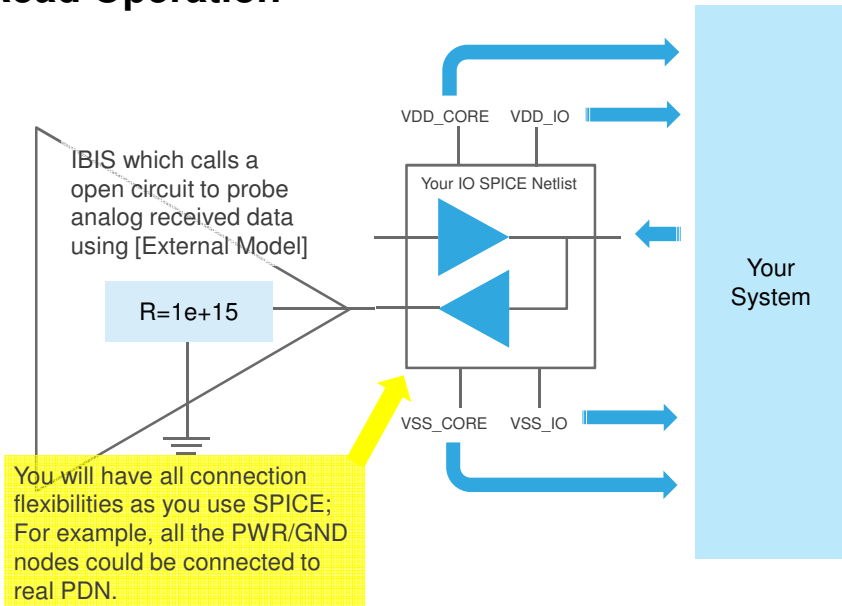 VDD_CORE VDD_IO
IBIS which calls a
open circuit to probe
analog received data
using [External Model]
Your IO SPICE Netlist
R=1e+15
Your
System
VSS_CORE VSS_IO
You will have all connection
flexibilities as you use SPICE;
For example, all the PWR/GND
nodes could be connected to
real PDN.